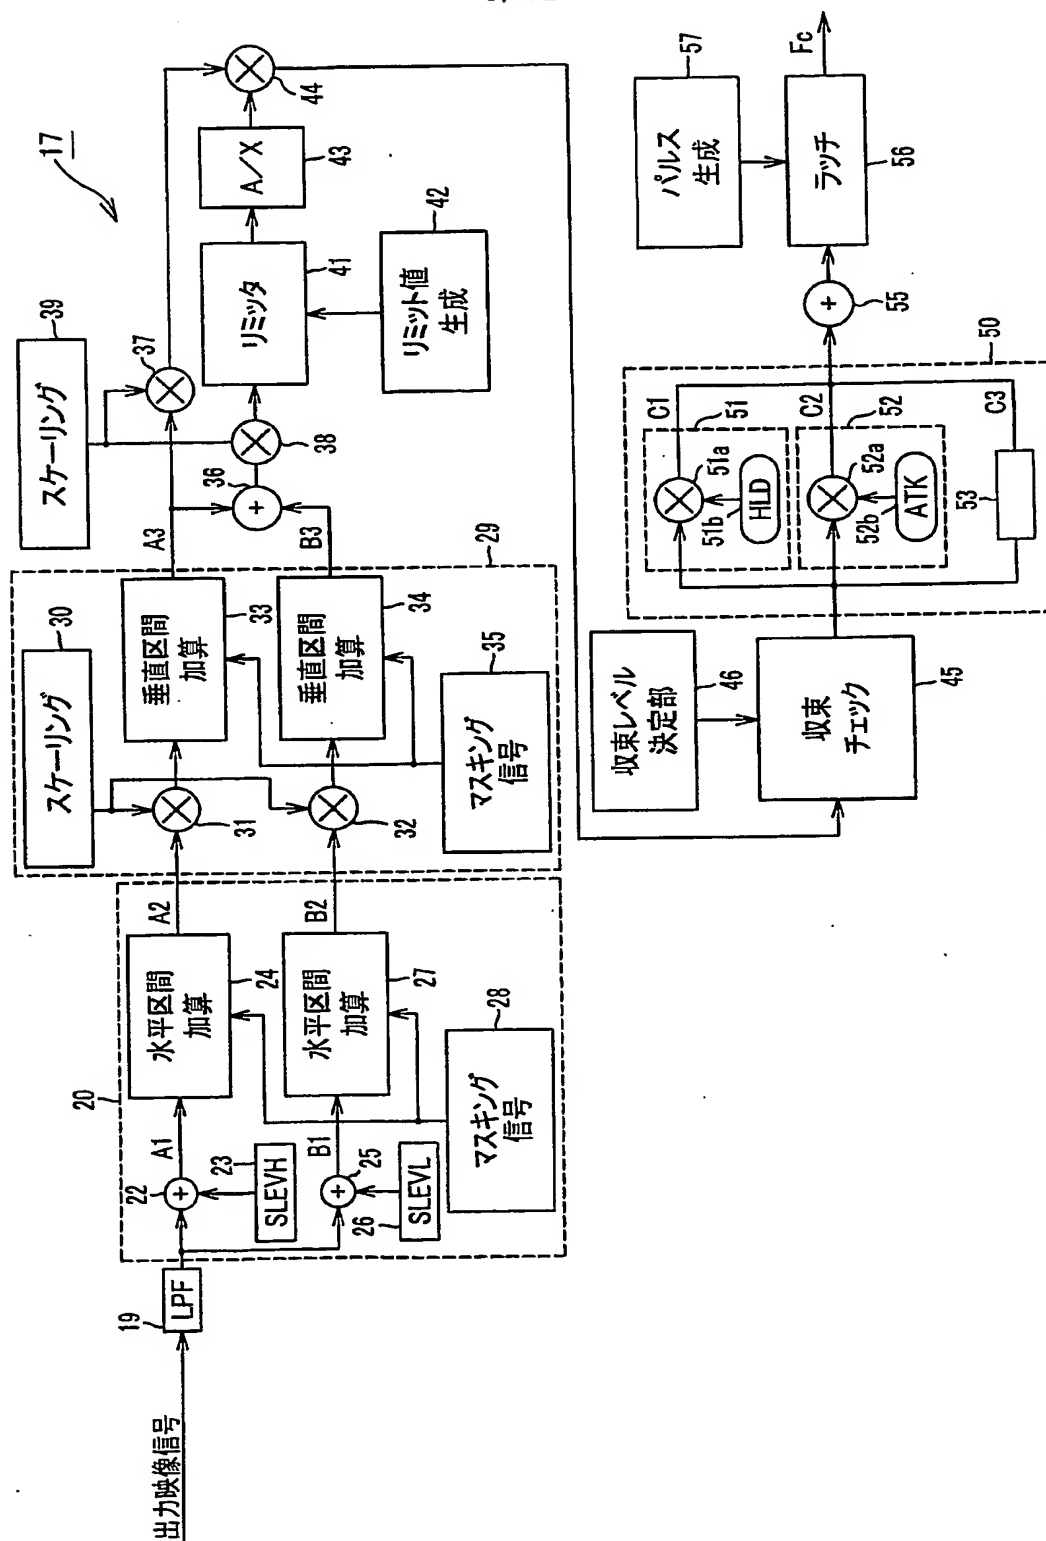 17
出力映像信号
19
LPF
20
22
A1
23
SLEVH
水平区間
加算
24
A2
B1
25
26
SLEVL
水平区間
加算
27
B2
マスキング
信号
28
29
スケーリング
30
31
32
垂直区間
加算
33
A3
垂直区間
加算
34
B3
マスキング
信号
35
スケーリング
39
36
37
38
リミッタ
41
リミット値
生成
42
A/X
43
44
収束レベル
決定部
46
収束
チェック
45
50
C1
51
51a
51b
HLD
C2
52
52a
52b
ATK
C3
53
55
パルス
生成
57
ラッチ
56
Fc